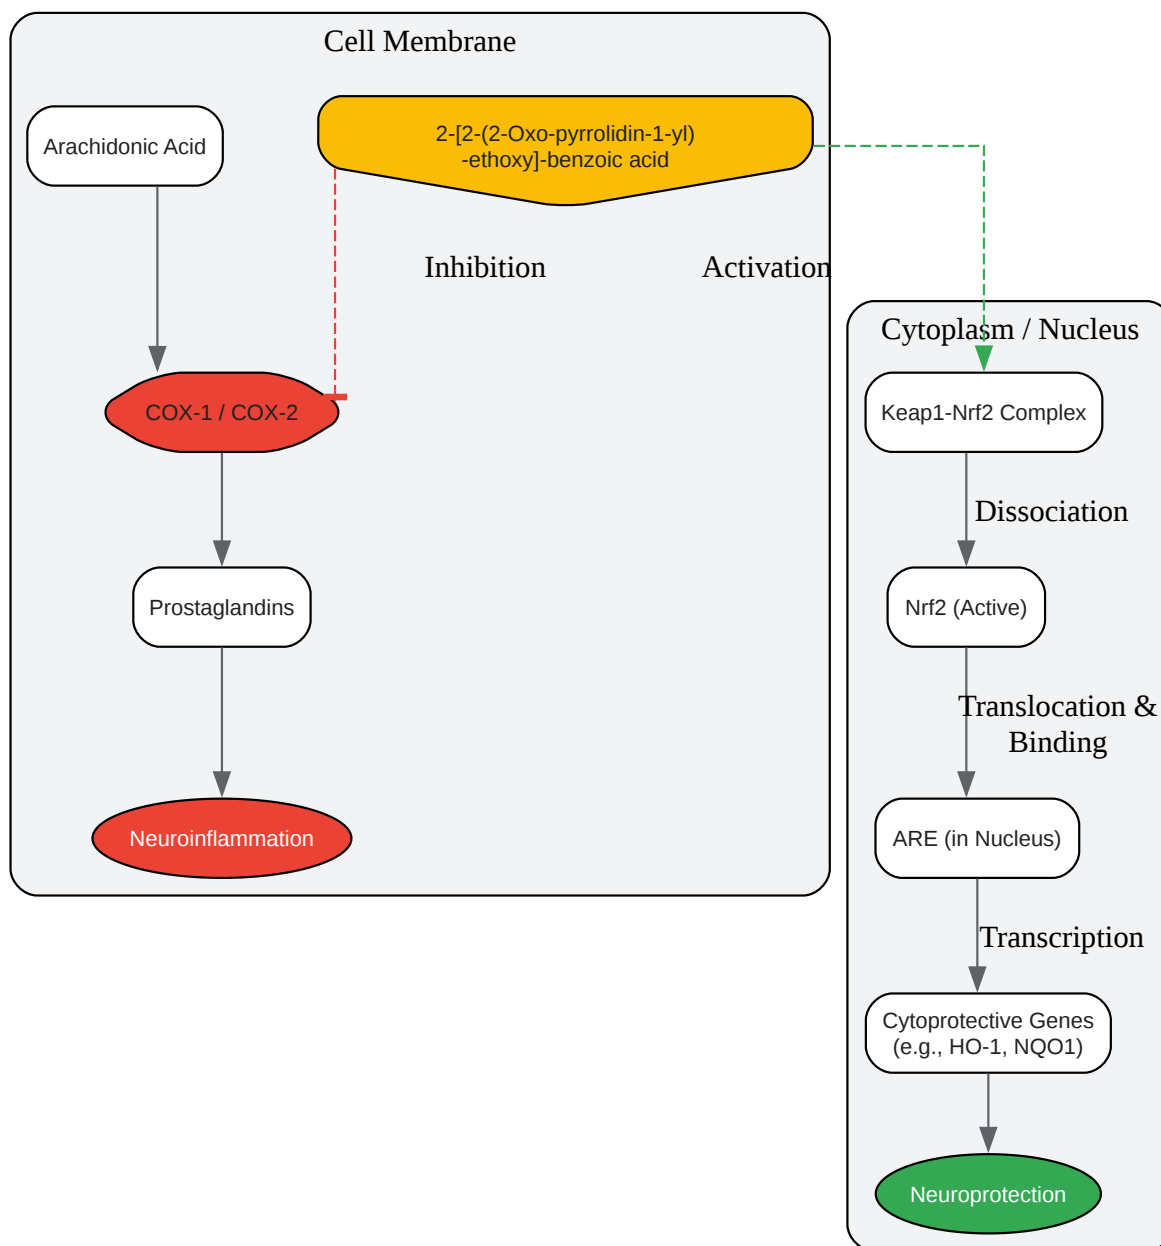 Cell Membrane
Arachidonic Acid
2-[2-(2-Oxo-pyrrolidin-1-yl)
-ethoxy]-benzoic acid
Inhibition
Activation
COX-1 / COX-2
Prostaglandins
Neuroinflammation
Cytoplasm / Nucleus
Keap1-Nrf2 Complex
Dissociation
Nrf2 (Active)
Translocation &
Binding
ARE (in Nucleus)
Transcription
Cytoprotective Genes
(e.g., HO-1, NQO1)
Neuroprotection